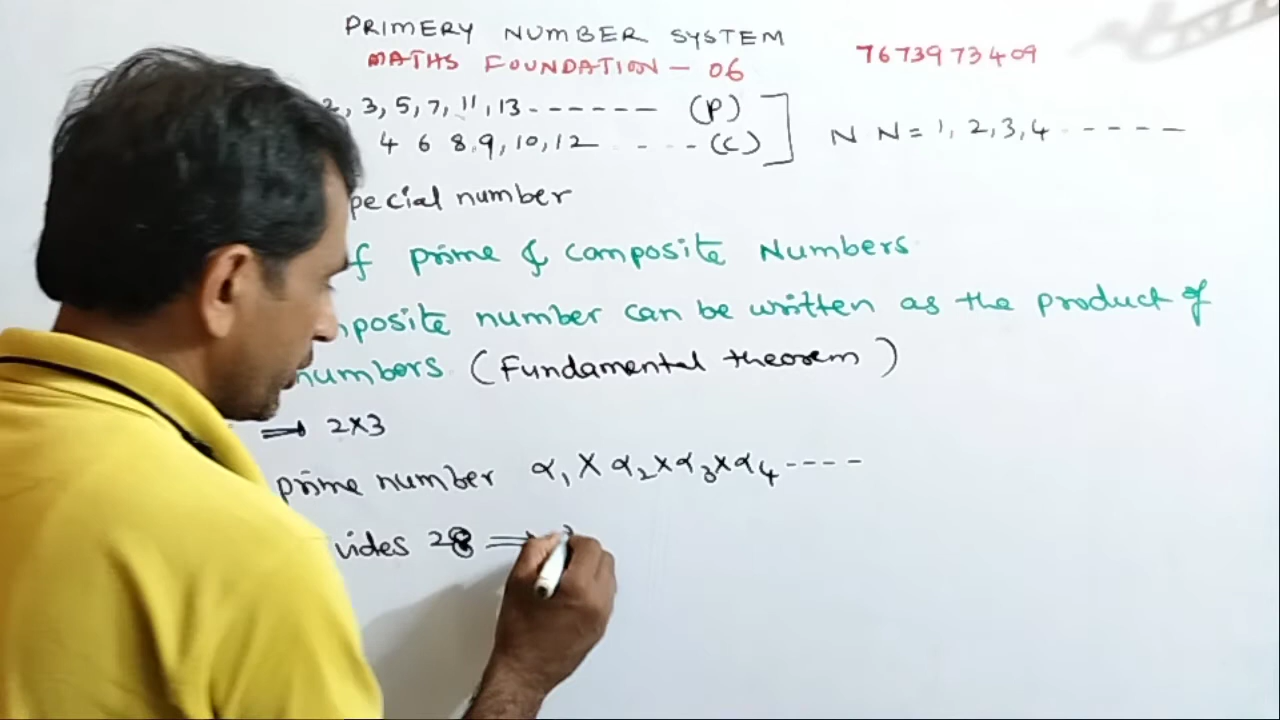 PRIMERY NUMBER SYSTEM
MATHS FOUNDATION - 06
7673973409
2, 3, 5, 7, 11, 13 ------ (P)
4 6 8, 9, 10, 12 ---- (C)
N N = 1, 2, 3, 4 -----
pecial number
f prime & composite Numbers
mposite number can be written as the product of
numbers (Fundamental theorem)
→ 2x3
prime number α₁ x α₂ x α₃ x α₄ ----
vides 28 ⇒